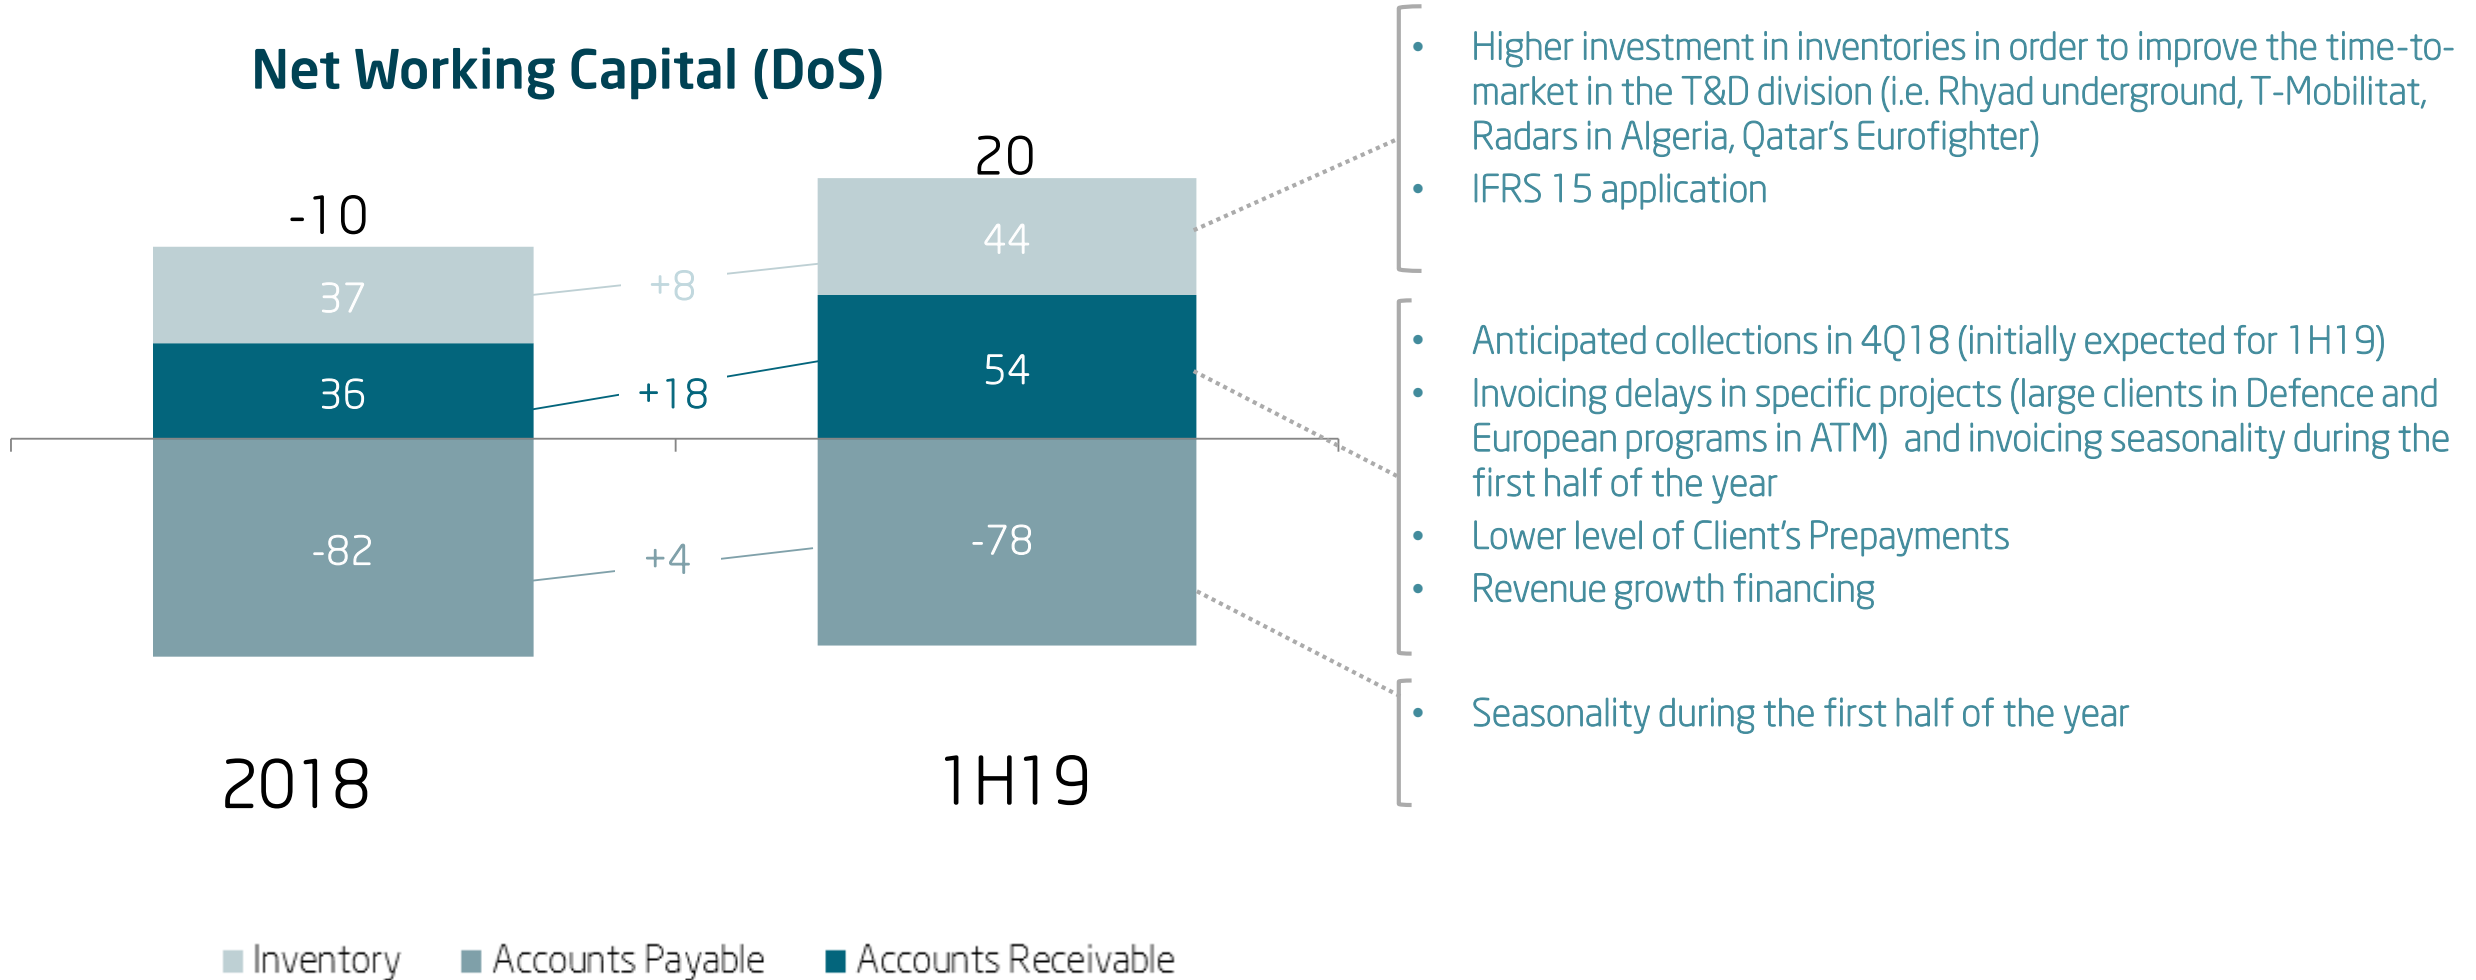 Net Working Capital (DoS)
-10
20
37
+8
44
36
+18
54
-82
+4
-78
2018
1H19
Inventory
Accounts Payable
Accounts Receivable
• Higher investment in inventories in order to improve the time-to-
market in the T&D division (i.e. Rhyad underground, T-Mobilitat,
Radars in Algeria, Qatar's Eurofighter)
• IFRS 15 application
• Anticipated collections in 4Q18 (initially expected for 1H19)
• Invoicing delays in specific projects (large clients in Defence and
European programs in ATM)  and invoicing seasonality during the
first half of the year
• Lower level of Client's Prepayments
• Revenue growth financing
• Seasonality during the first half of the year